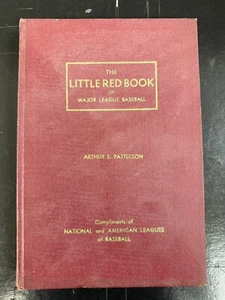 THE
LITTLE RED BOOK
OF
MAJOR LEAGUE BASEBALL
ARTHUR E. PATTERSON
Compliments of
NATIONAL and AMERICAN LEAGUES
of BASEBALL